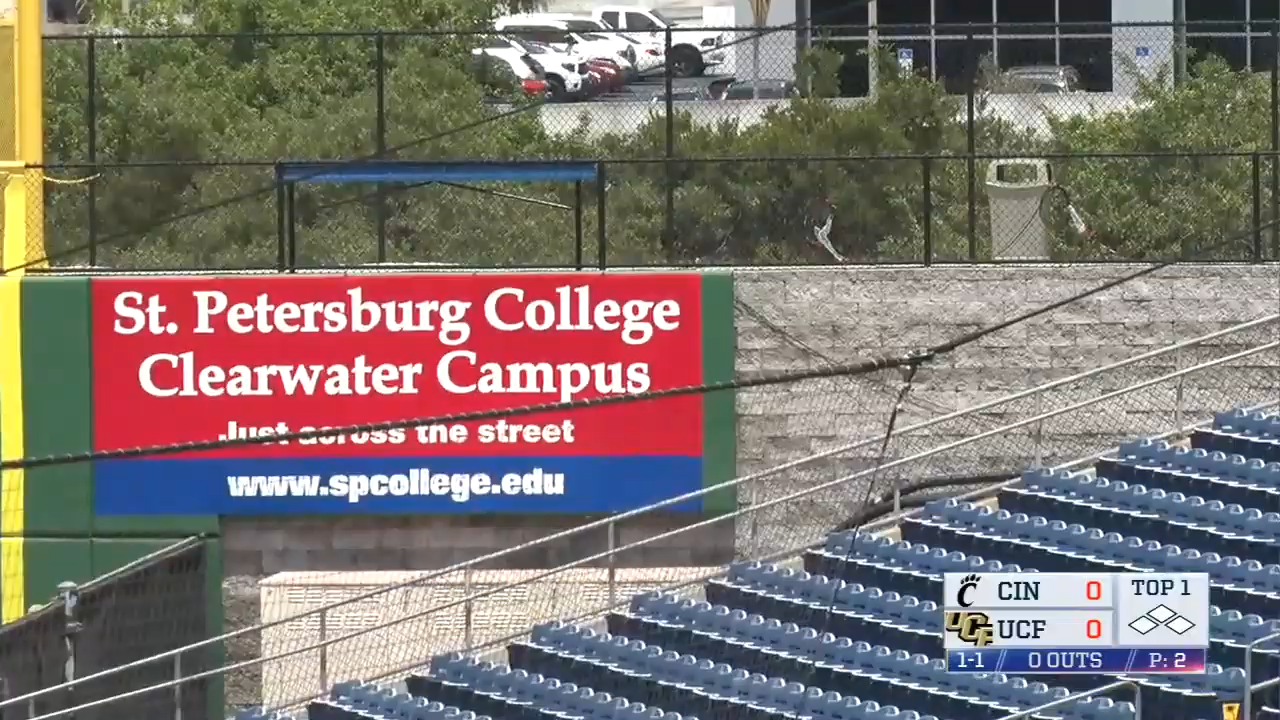 St. Petersburg College
Clearwater Campus
Just across the street
www.spcollege.edu
CIN 0 TOP 1
UCF 0
1-1 / 0 OUTS / P: 2